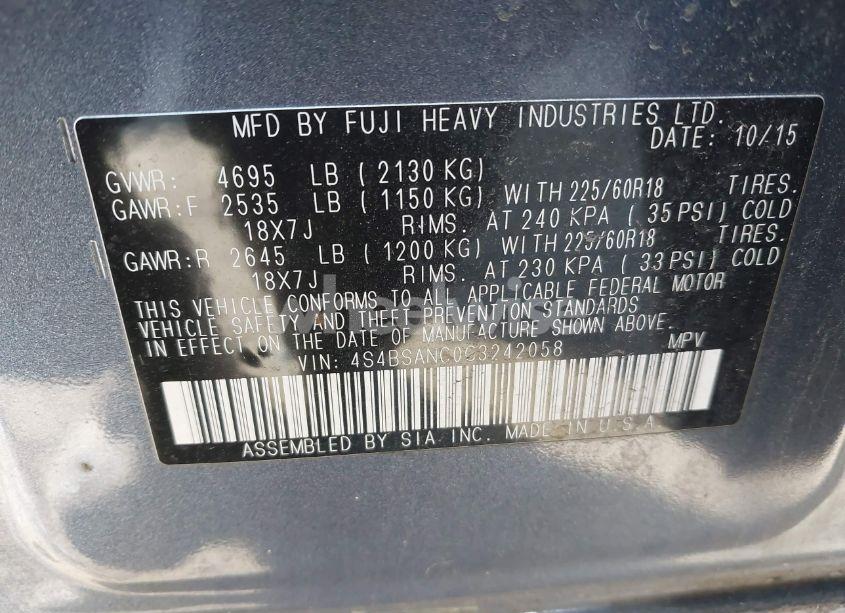 MFD BY FUJI HEAVY INDUSTRIES LTD.
DATE: 10/15
GVWR: 4695 LB ( 2130 KG)
GAWR:F 2535 LB ( 1150 KG) WITH 225/60R18 TIRES.
18X7J RIMS. AT 240 KPA ( 35 PSI) COLD
GAWR:R 2645 LB ( 1200 KG) WITH 225/60R18 TIRES.
18X7J RIMS. AT 230 KPA ( 33 PSI) COLD
THIS VEHICLE CONFORMS TO ALL APPLICABLE FEDERAL MOTOR
VEHICLE SAFETY AND THEFT PREVENTION STANDARDS
IN EFFECT ON THE DATE OF MANUFACTURE SHOWN ABOVE.
VIN: 4S4BSANC0G3242058 MPV
ASSEMBLED BY SIA INC. MADE IN U.S.A